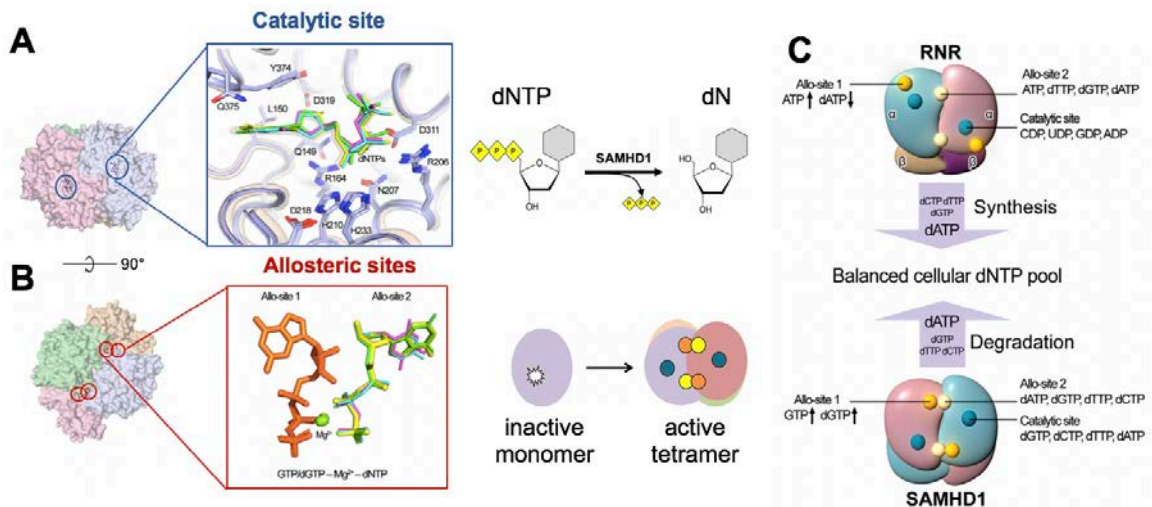 A
Catalytic site
Y374
Q375
L150
D319
D311
Q149
dNTPs
R206
R164
N207
D218
H210
H233
dNTP
dN
P P P
SAMHD1
P P P
HO
OH
OH
90°
B
Allosteric sites
Allo-site 1
Allo-site 2
Mg²⁺
GTP/dGTP – Mg²⁺ – dNTP
inactive
monomer
active
tetramer
C
RNR
Allo-site 1
ATP↑ dATP↓
Allo-site 2
ATP, dTTP, dGTP, dATP
Catalytic site
CDP, UDP, GDP, ADP
α
α
β
β
dCTP dTTP
dGTP
dATP
Synthesis
Balanced cellular dNTP pool
dATP
dGTP
dTTP dCTP
Degradation
Allo-site 1
GTP↑ dGTP↑
Allo-site 2
dATP, dGTP, dTTP, dCTP
Catalytic site
dGTP, dCTP, dTTP, dATP
SAMHD1